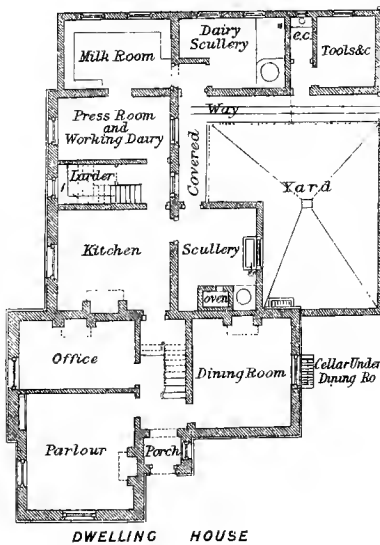 Milk Room
Dairy
Scullery
e.c.
Tools&c
Press Room
and
Working Dairy
Way
Covered
Yard
Larder
Kitchen
Scullery
oven
Office
Dining Room
Cellar Under
Dining Ro
Parlour
Porch
DWELLING HOUSE